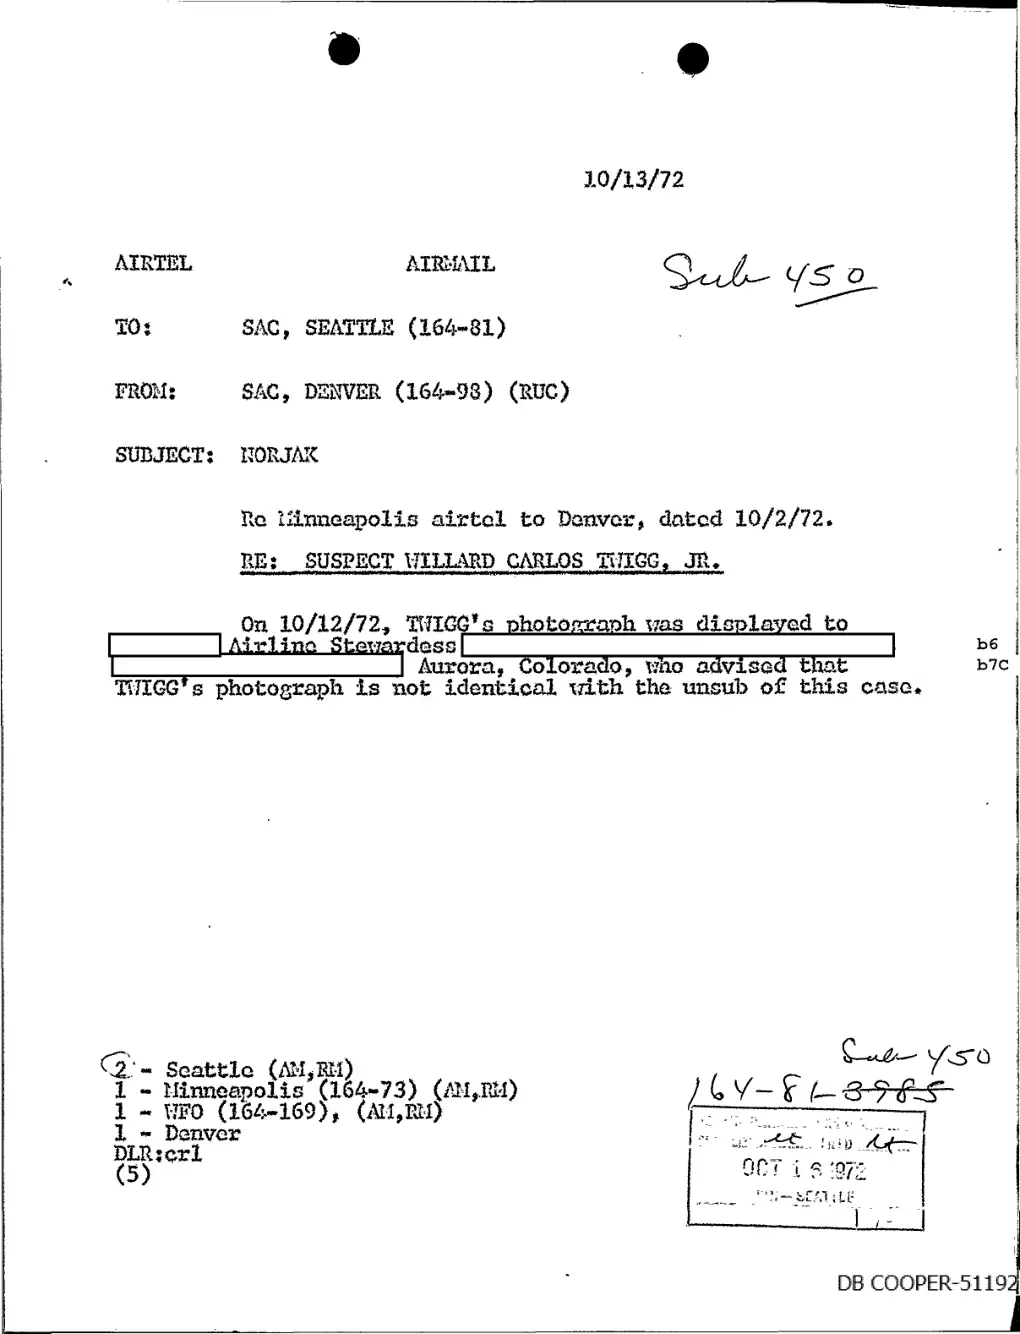 10/13/72
AIRTEL AIRMAIL
Sub 450
TO: SAC, SEATTLE (164-81)
FROM: SAC, DENVER (164-98) (RUC)
SUBJECT: NORJAK
Re Minneapolis airtel to Denver, dated 10/2/72.
RE: SUSPECT WILLARD CARLOS TWIGG, JR.
On 10/12/72, TWIGG's photograph was displayed to
Airline Stewardess
b6
Aurora, Colorado, who advised that
b7C
TWIGG's photograph is not identical with the unsub of this case.
2 - Seattle (AM,RM)
1 - Minneapolis (164-73) (AM,RM)
1 - WFO (164-169), (AM,RM)
1 - Denver
DLR:crl
(5)
Sub 450
164-81-3985
OCT 16 1972
FBI-SEATTLE
DB COOPER-51192